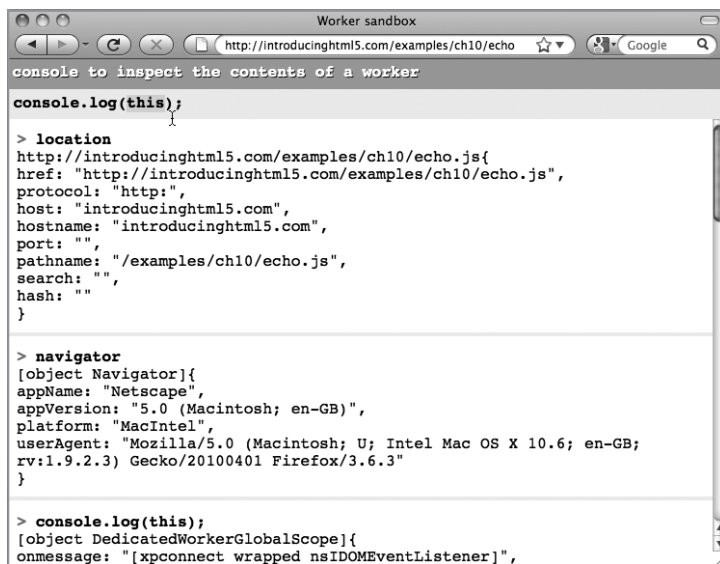 Worker sandbox
http://introducinghtml5.com/examples/ch10/echo
Google
console to inspect the contents of a worker
console.log(this);
> location
http://introducinghtml5.com/examples/ch10/echo.js{
href: "http://introducinghtml5.com/examples/ch10/echo.js",
protocol: "http:",
host: "introducinghtml5.com",
hostname: "introducinghtml5.com",
port: "",
pathname: "/examples/ch10/echo.js",
search: "",
hash: ""
}
> navigator
[object Navigator]{
appName: "Netscape",
appVersion: "5.0 (Macintosh; en-GB)",
platform: "MacIntel",
userAgent: "Mozilla/5.0 (Macintosh; U; Intel Mac OS X 10.6; en-GB;
rv:1.9.2.3) Gecko/20100401 Firefox/3.6.3"
}
> console.log(this);
[object DedicatedWorkerGlobalScope]{
onmessage: "[xpconnect wrapped nsIDOMEventListener]",